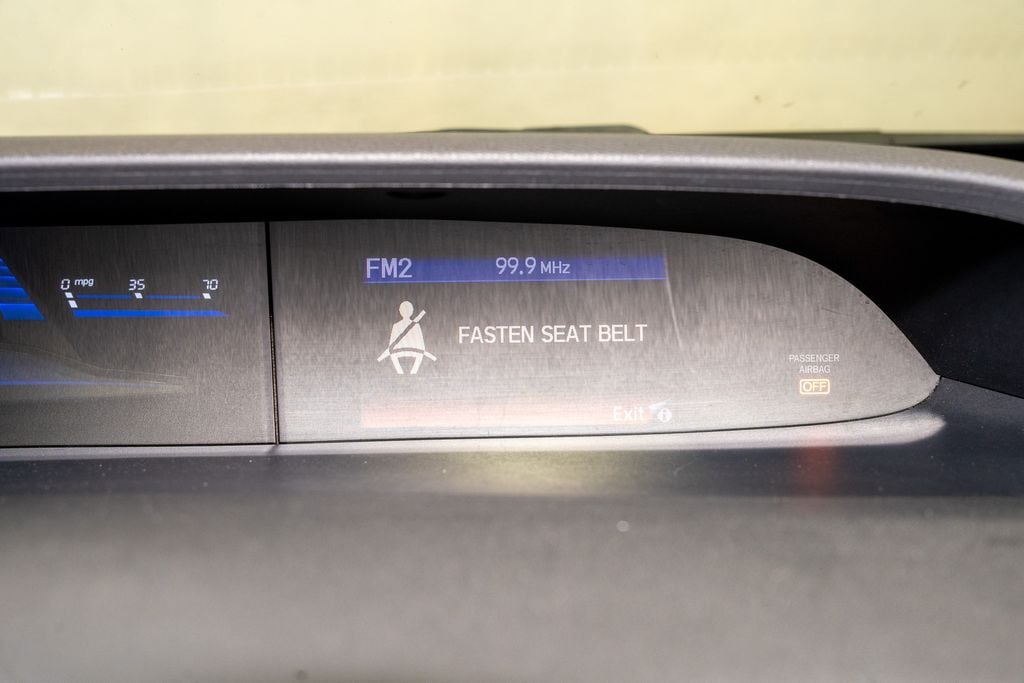 0 mpg 35 70
FM2 99.9 MHz
FASTEN SEAT BELT
PASSENGER
AIRBAG
OFF
Exit i